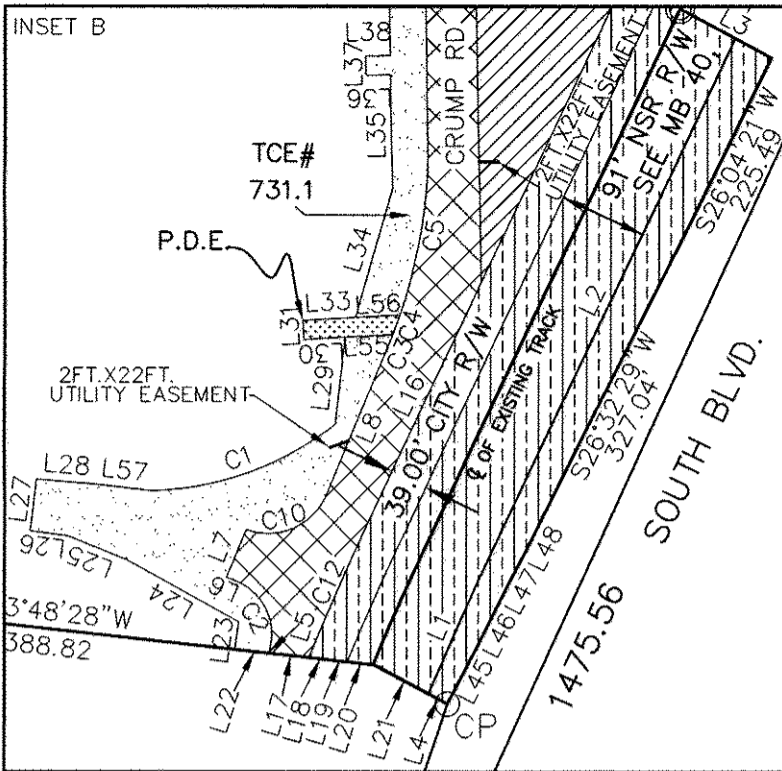 INSET B
L38
L37
L36
L35
CRUMP RD
TCE#
731.1
P.D.E.
L34
C5
L33 L56
L31
L30
L55
C3 C4
L29
2FT.X22FT.
UTILITY EASEMENT
L8
L16
C1
L28 L57
L27
L26
L25
L24
C10
L7
L6
C2
L23
L5
C12
3°48'28"W
388.82
L22
L17
L18
L19
L20
L21
L4
CP
L1
L45 L46 L47 L48
39.00' CITY R/W
℄ OF EXISTING TRACK
2FT.X22FT.
UTILITY EASEMENT
91' NSR R/W
SEE MB 40,
L2
L3
S26°04'21"W
225.49
S26°32'29"W
327.04'
SOUTH BLVD.
1475.56